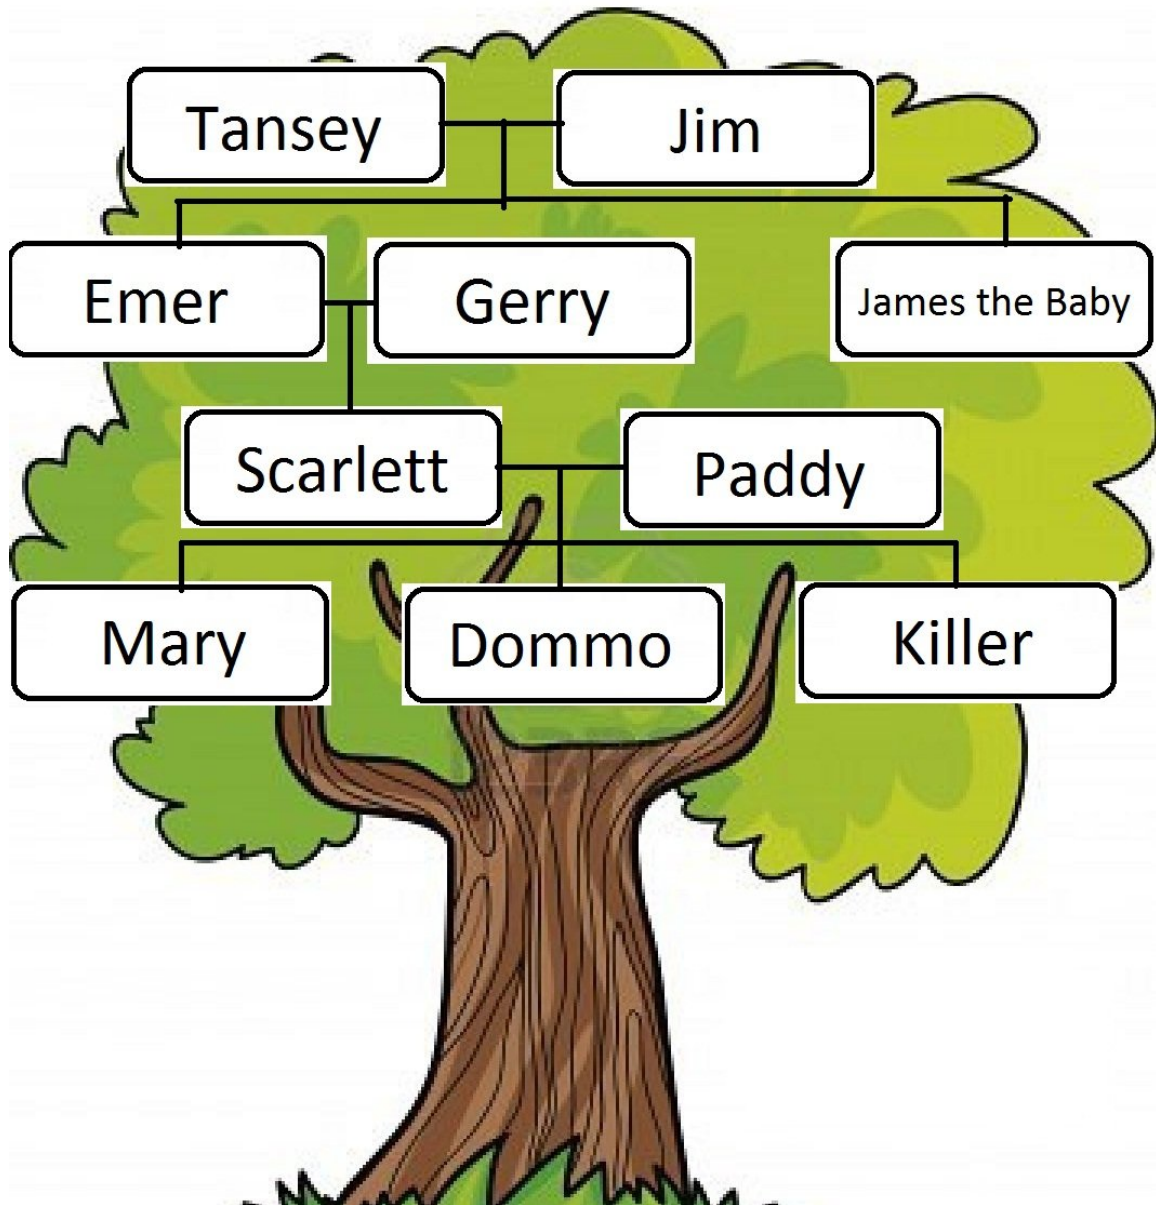 Tansey
Jim
Emer
Gerry
James the Baby
Scarlett
Paddy
Mary
Dommo
Killer